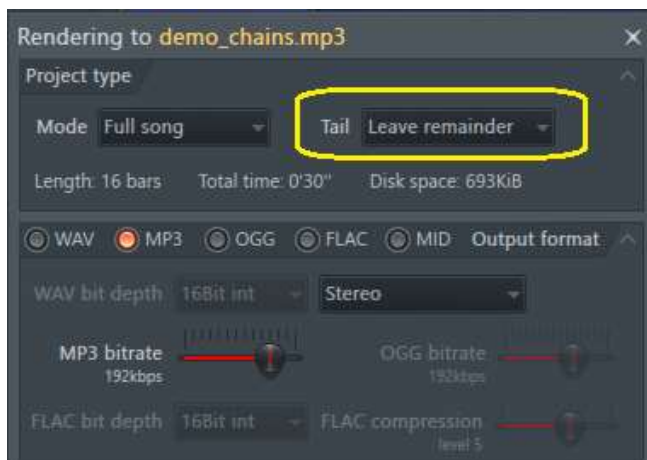 Rendering to demo_chains.mp3
Project type
Mode Full song Tail Leave remainder
Length: 16 bars Total time: 0'30" Disk space: 693KiB
WAV MP3 OGG FLAC MID Output format
WAV bit depth 16Bit int Stereo
MP3 bitrate OGG bitrate
192kbps 192kbps
FLAC bit depth 16Bit int FLAC compression
level 5